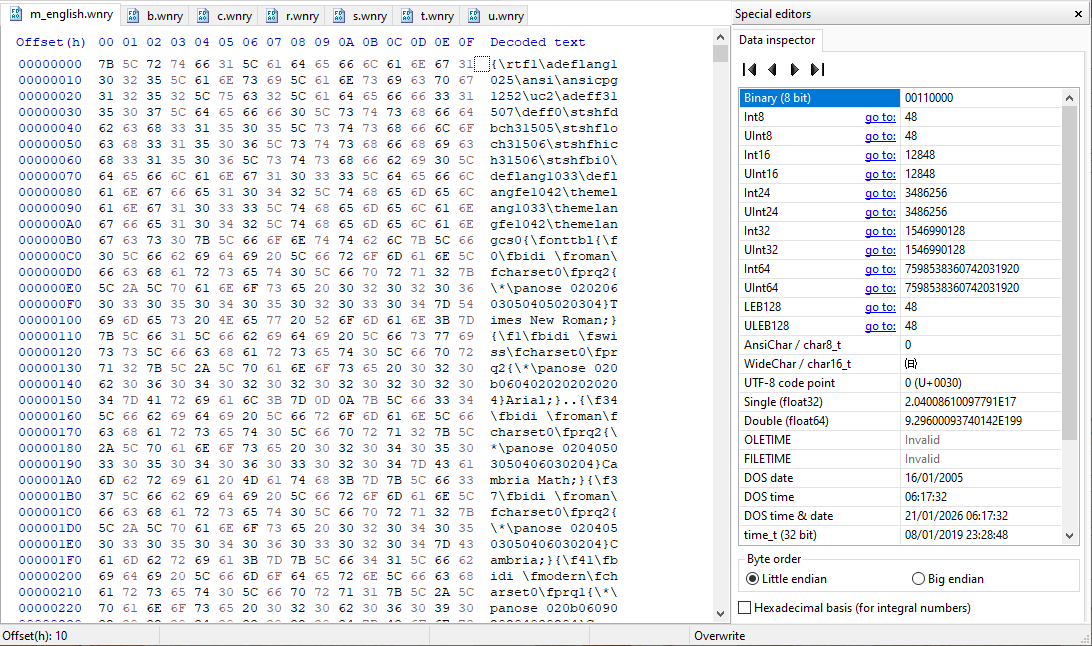 m_english.wnry b.wnry c.wnry r.wnry s.wnry t.wnry u.wnry
Offset(h) 00 01 02 03 04 05 06 07 08 09 0A 0B 0C 0D 0E 0F Decoded text
00000000 7B 5C 72 74 66 31 5C 61 64 65 66 6C 61 6E 67 31 {\rtf1\adeflang1
00000010 30 32 35 5C 61 6E 73 69 5C 61 6E 73 69 63 70 67 025\ansi\ansicpg
00000020 31 32 35 32 5C 75 63 32 5C 61 64 65 66 66 33 31 1252\uc2\adeff31
00000030 35 30 37 5C 64 65 66 66 30 5C 73 74 73 68 66 64 507\deff0\stshfd
00000040 62 63 68 33 31 35 30 35 5C 73 74 73 68 66 6C 6F bch31505\stshflo
00000050 63 68 33 31 35 30 36 5C 73 74 73 68 66 68 69 63 ch31506\stshfhic
00000060 68 33 31 35 30 36 5C 73 74 73 68 66 62 69 30 5C h31506\stshfbi0\
00000070 64 65 66 6C 61 6E 67 31 30 33 33 5C 64 65 66 6C deflang1033\defl
00000080 61 6E 67 66 65 31 30 34 32 5C 74 68 65 6D 65 6C angfe1042\themel
00000090 61 6E 67 31 30 33 33 5C 74 68 65 6D 65 6C 61 6E ang1033\themelan
000000A0 67 66 65 31 30 34 32 5C 74 68 65 6D 65 6C 61 6E gfe1042\themelan
000000B0 67 63 73 30 7B 5C 66 6F 6E 74 74 62 6C 7B 5C 66 gcs0{\fonttbl{\f
000000C0 30 5C 66 62 69 64 69 20 5C 66 72 6F 6D 61 6E 5C 0\fbidi \froman\
000000D0 66 63 68 61 72 73 65 74 30 5C 66 70 72 71 32 7B fcharset0\fprq2{
000000E0 5C 2A 5C 70 61 6E 6F 73 65 20 30 32 30 32 30 36 \*\panose 020206
000000F0 30 33 30 35 30 34 30 35 30 32 30 33 30 34 7D 54 03050405020304}T
00000100 69 6D 65 73 20 4E 65 77 20 52 6F 6D 61 6E 3B 7D imes New Roman;}
00000110 7B 5C 66 31 5C 66 62 69 64 69 20 5C 66 73 77 69 {\f1\fbidi \fswi
00000120 73 73 5C 66 63 68 61 72 73 65 74 30 5C 66 70 72 ss\fcharset0\fpr
00000130 71 32 7B 5C 2A 5C 70 61 6E 6F 73 65 20 30 32 30 q2{\*\panose 020
00000140 62 30 36 30 34 30 32 30 32 30 32 30 32 30 32 30 b060402020202020
00000150 34 7D 41 72 69 61 6C 3B 7D 0D 0A 7B 5C 66 33 34 4}Arial;}..{\f34
00000160 5C 66 62 69 64 69 20 5C 66 72 6F 6D 61 6E 5C 66 \fbidi \froman\f
00000170 63 68 61 72 73 65 74 30 5C 66 70 72 71 32 7B 5C charset0\fprq2{\
00000180 2A 5C 70 61 6E 6F 73 65 20 30 32 30 34 30 35 30 *\panose 0204050
00000190 33 30 35 30 34 30 36 30 33 30 32 30 34 7D 43 61 3050406030204}Ca
000001A0 6D 62 72 69 61 20 4D 61 74 68 3B 7D 7B 5C 66 33 mbria Math;}{\f3
000001B0 37 5C 66 62 69 64 69 20 5C 66 72 6F 6D 61 6E 5C 7\fbidi \froman\
000001C0 66 63 68 61 72 73 65 74 30 5C 66 70 72 71 32 7B fcharset0\fprq2{
000001D0 5C 2A 5C 70 61 6E 6F 73 65 20 30 32 30 34 30 35 \*\panose 020405
000001E0 30 33 30 35 30 34 30 36 30 33 30 32 30 34 7D 43 03050406030204}C
000001F0 61 6D 62 72 69 61 3B 7D 7B 5C 66 34 31 5C 66 62 ambria;}{\f41\fb
00000200 69 64 69 20 5C 66 6D 6F 64 65 72 6E 5C 66 63 68 idi \fmodern\fch
00000210 61 72 73 65 74 30 5C 66 70 72 71 31 7B 5C 2A 5C arset0\fprq1{\*\
00000220 70 61 6E 6F 73 65 20 30 32 30 62 30 36 30 39 30 panose 020b06090
Offset(h): 10
Overwrite
Special editors
Data inspector
Binary (8 bit) 00110000
Int8 go to: 48
UInt8 go to: 48
Int16 go to: 12848
UInt16 go to: 12848
Int24 go to: 3486256
UInt24 go to: 3486256
Int32 go to: 1546990128
UInt32 go to: 1546990128
Int64 go to: 7598538360742031920
UInt64 go to: 7598538360742031920
LEB128 go to: 48
ULEB128 go to: 48
AnsiChar / char8_t 0
WideChar / char16_t ㈰
UTF-8 code point 0 (U+0030)
Single (float32) 2.04008610097791E17
Double (float64) 9.29600093740142E199
OLETIME Invalid
FILETIME Invalid
DOS date 16/01/2005
DOS time 06:17:32
DOS time & date 21/01/2026 06:17:32
time_t (32 bit) 08/01/2019 23:28:48
Byte order
Little endian Big endian
Hexadecimal basis (for integral numbers)